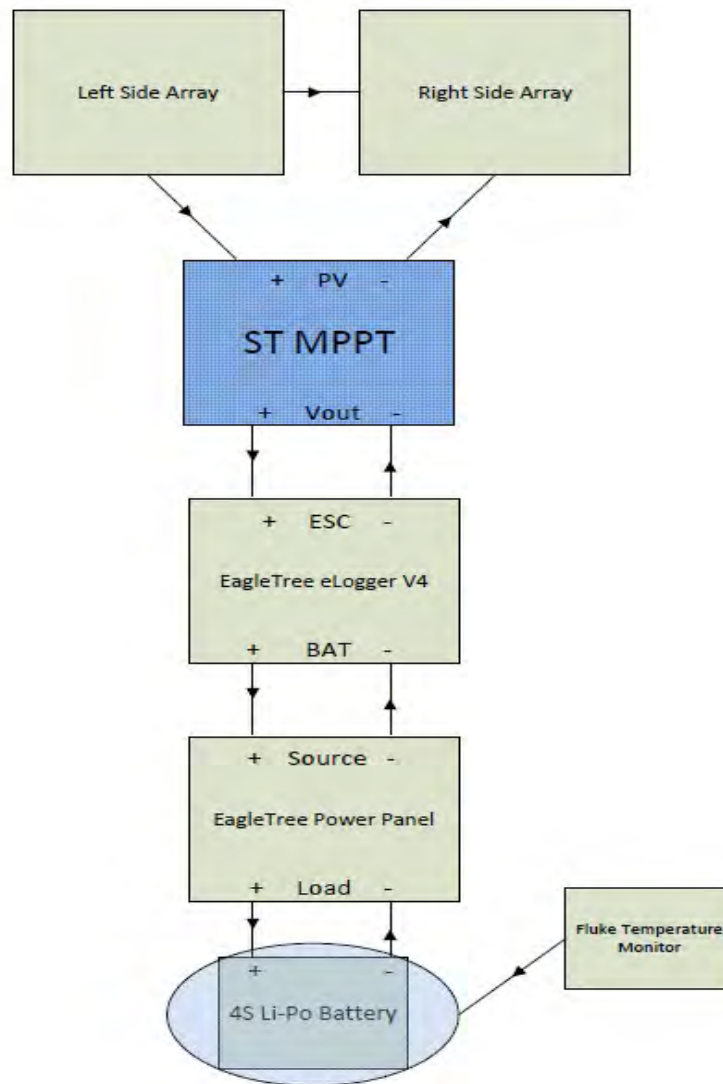 Left Side Array
Right Side Array
+ PV -
ST MPPT
+ Vout -
+ ESC -
EagleTree eLogger V4
+ BAT -
+ Source -
EagleTree Power Panel
+ Load -
Fluke Temperature
Monitor
+ -
4S Li-Po Battery